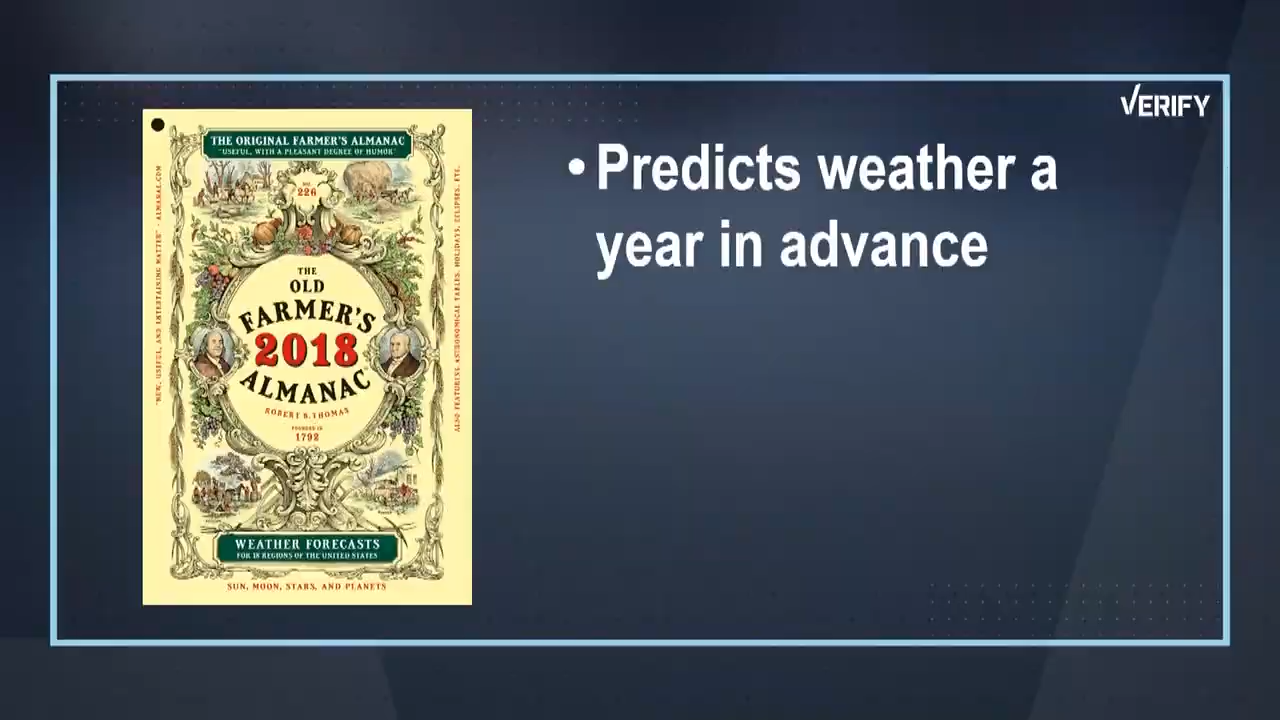 VERIFY
• Predicts weather a
year in advance
THE ORIGINAL FARMER'S ALMANAC
"USEFUL, WITH A PLEASANT DEGREE OF HUMOR"
NO.
226
"NEW, USEFUL, AND ENTERTAINING MATTER" · ALMANAC.COM
ALSO FEATURING ASTRONOMICAL TABLES, HOLIDAYS, ECLIPSES, ETC.
THE
OLD
FARMER'S
2018
ALMANAC
ROBERT B. THOMAS
FOUNDED IN
1792
WEATHER FORECASTS
FOR 18 REGIONS OF THE UNITED STATES
SUN, MOON, STARS, AND PLANETS